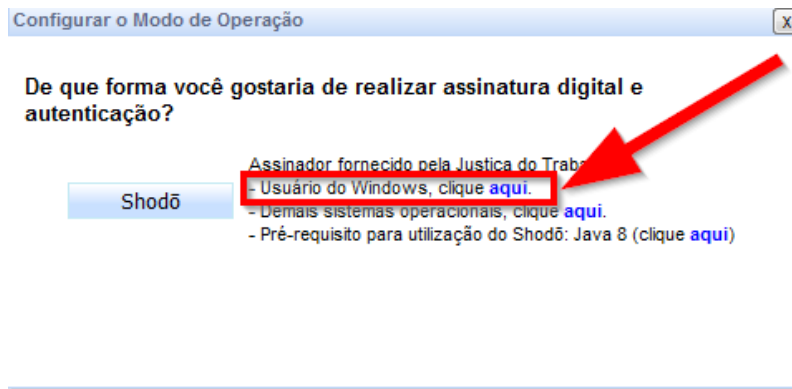 Configurar o Modo de Operação
X
De que forma você gostaria de realizar assinatura digital e
autenticação?
Shodō
Assinador fornecido pela Justiça do
- Usuário do Windows, clique aqui.
- Demais sistemas operacionais, clique aqui.
- Pré-requisito para utilização do Shodō: Java 8 (clique aqui)